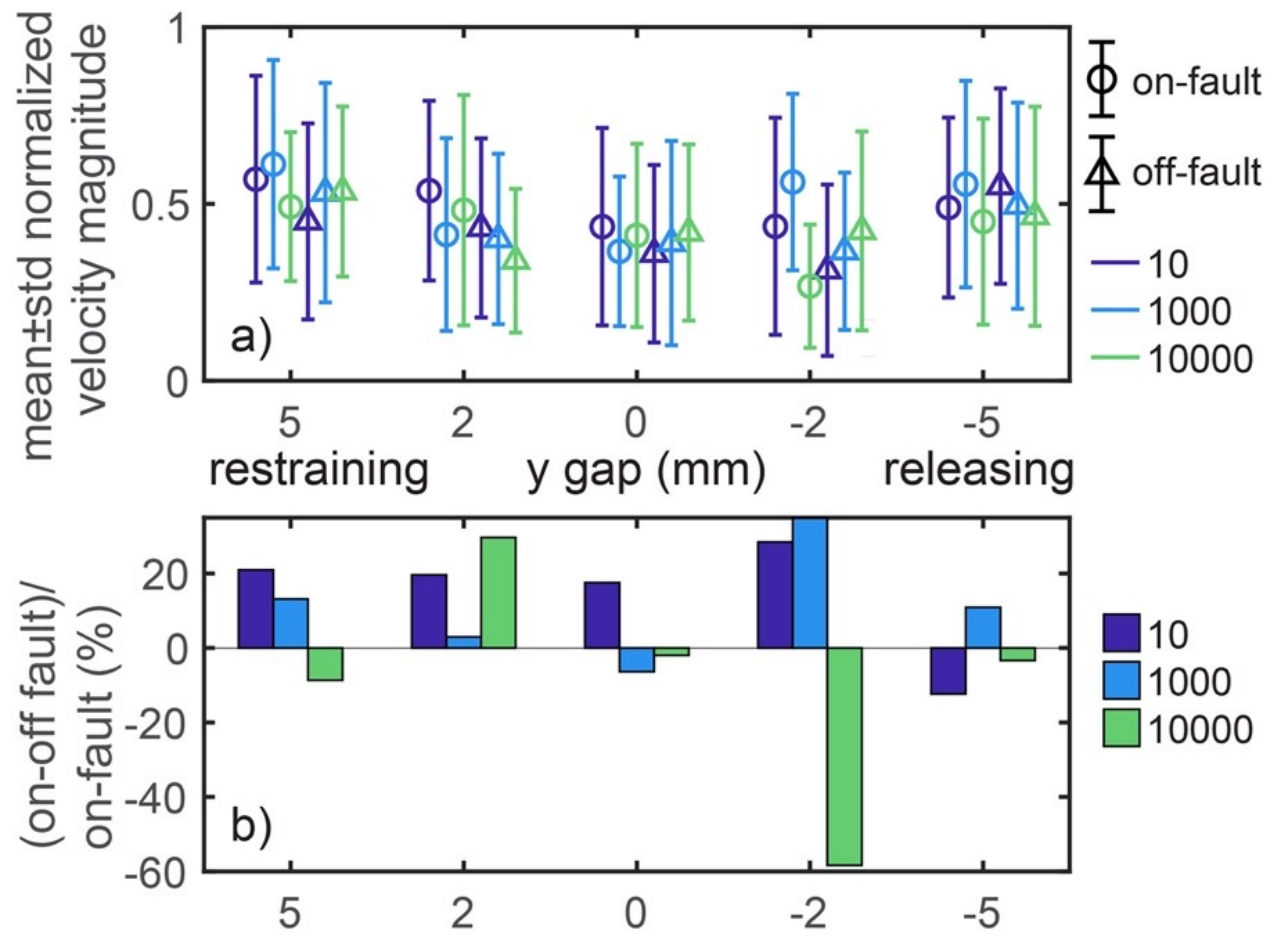 mean±std normalized
velocity magnitude
1
0.5
0
a)
5 2 0 -2 -5
restraining y gap (mm) releasing
on-fault
off-fault
10
1000
10000
(on-off fault)/
on-fault (%)
20
0
-20
-40
-60
b)
5 2 0 -2 -5
10
1000
10000